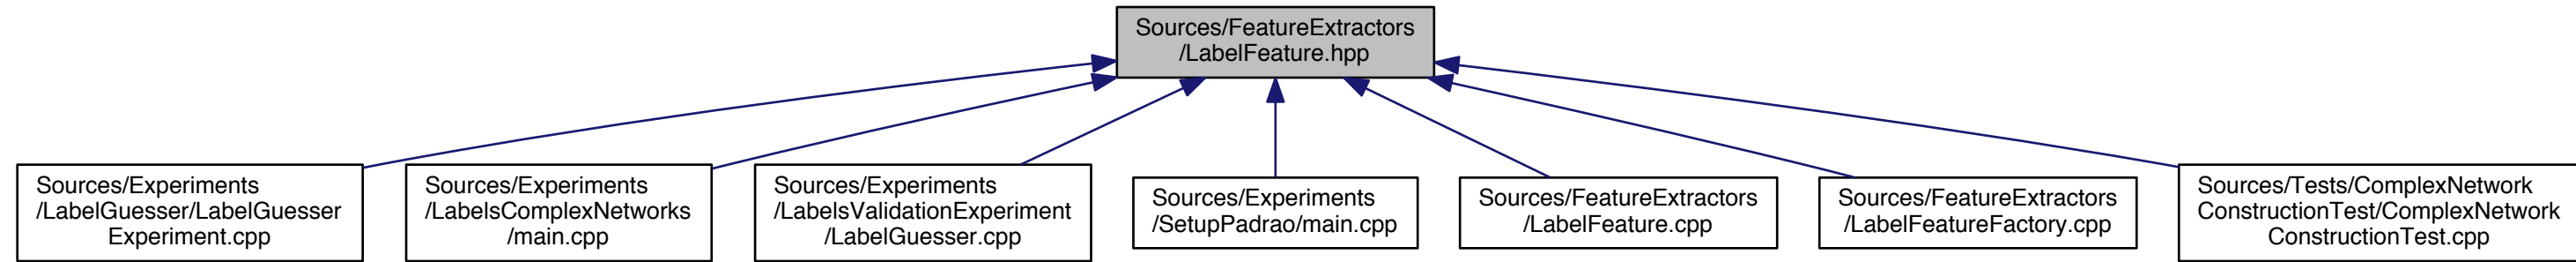 Sources/FeatureExtractors
/LabelFeature.hpp
Sources/Experiments
/LabelGuesser/LabelGuesser
Experiment.cpp
Sources/Experiments
/LabelsComplexNetworks
/main.cpp
Sources/Experiments
/LabelsValidationExperiment
/LabelGuesser.cpp
Sources/Experiments
/SetupPadrao/main.cpp
Sources/FeatureExtractors
/LabelFeature.cpp
Sources/FeatureExtractors
/LabelFeatureFactory.cpp
Sources/Tests/ComplexNetwork
ConstructionTest/ComplexNetwork
ConstructionTest.cpp